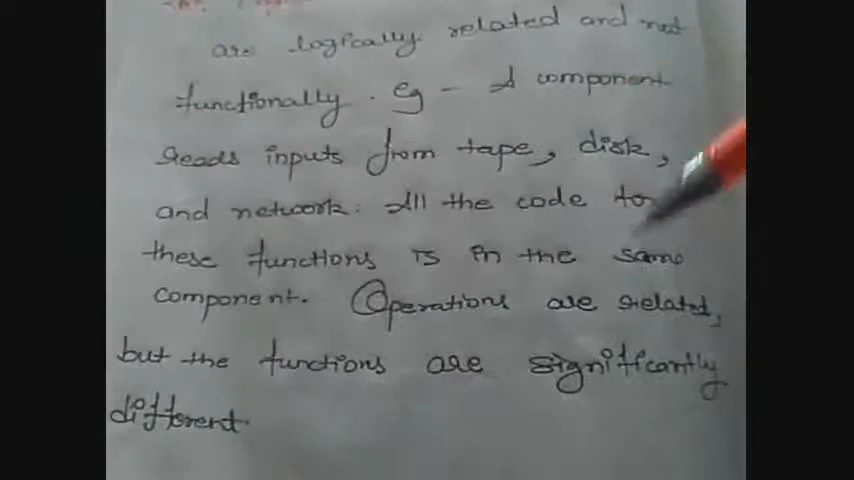 are logically related and not
functionally. eg - A component
reads inputs from tape, disk,
and network. All the code for
these functions is in the same
component. Operations are related,
but the functions are significantly
different.